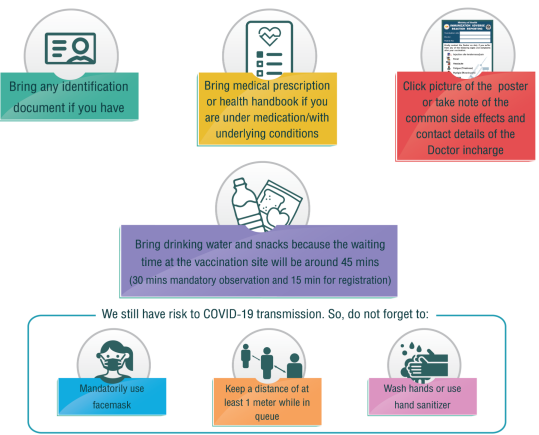 Bring any identification
document if you have
Bring medical prescription
or health handbook if you
are under medication/with
underlying conditions
Click picture of the poster
or take note of the
common side effects and
contact details of the
Doctor incharge
Bring drinking water and snacks because the waiting
time at the vaccination site will be around 45 mins
(30 mins mandatory observation and 15 min for registration)
We still have risk to COVID-19 transmission. So, do not forget to:
Mandatorily use
facemask
Keep a distance of at
least 1 meter while in
queue
Wash hands or use
hand sanitizer